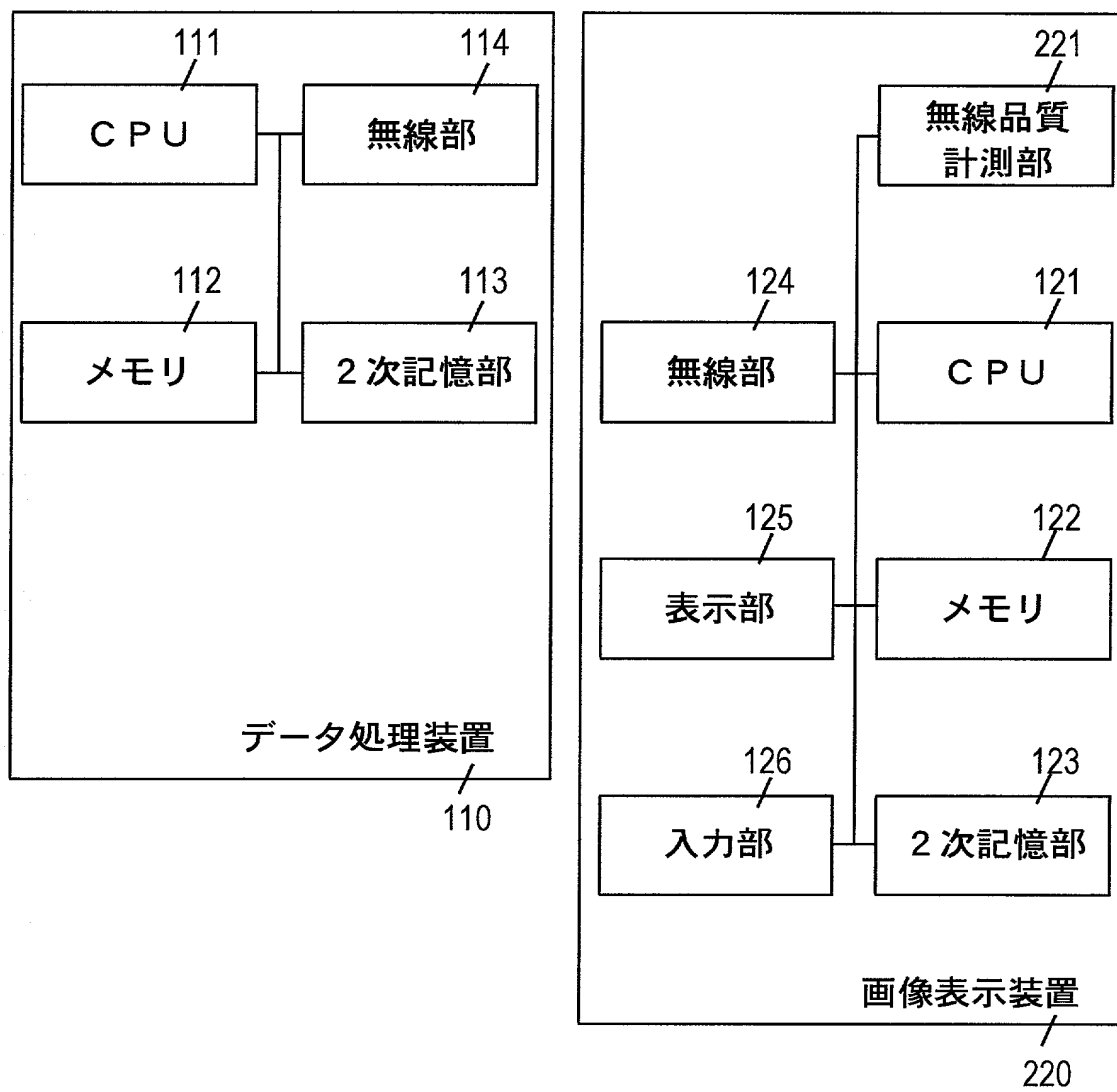 111
114
ＣＰＵ
無線部
112
113
メモリ
２次記憶部
データ処理装置
110
221
無線品質
計測部
124
121
無線部
ＣＰＵ
125
122
表示部
メモリ
126
123
入力部
２次記憶部
画像表示装置
220